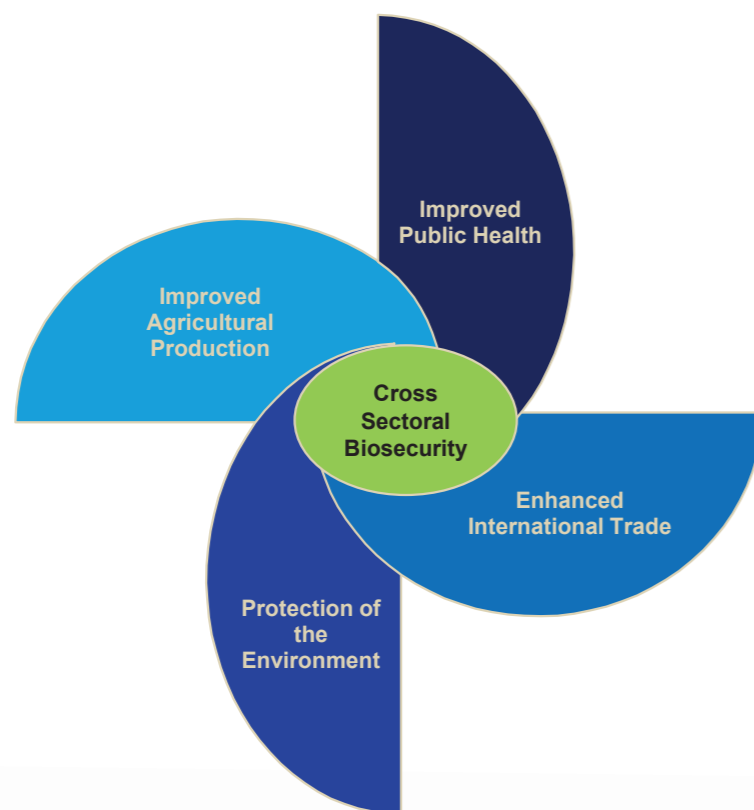 Improved
Public Health
Improved
Agricultural
Production
Cross
Sectoral
Biosecurity
Enhanced
International Trade
Protection of
the
Environment